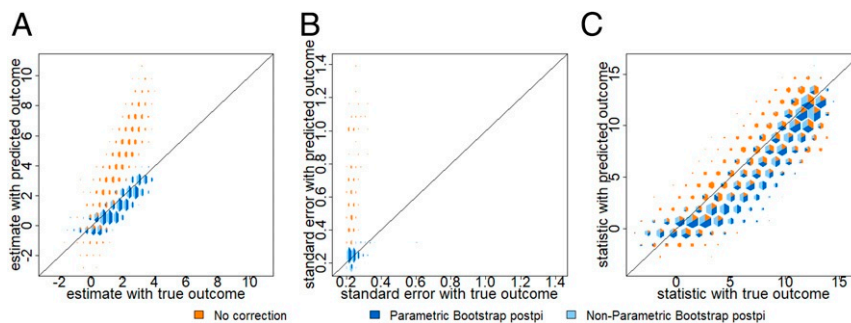 A
B
C
estimate with predicted outcome
10
8
6
4
2
0
-2
-2 0 2 4 6 8 10
estimate with true outcome
standard error with predicted outcome
1.4
1.2
1.0
0.8
0.6
0.4
0.2
0.2 0.4 0.6 0.8 1.0 1.2 1.4
standard error with true outcome
statistic with predicted outcome
15
10
5
0
0 5 10 15
statistic with true outcome
No correction
Parametric Bootstrap postpi
Non-Parametric Bootstrap postpi